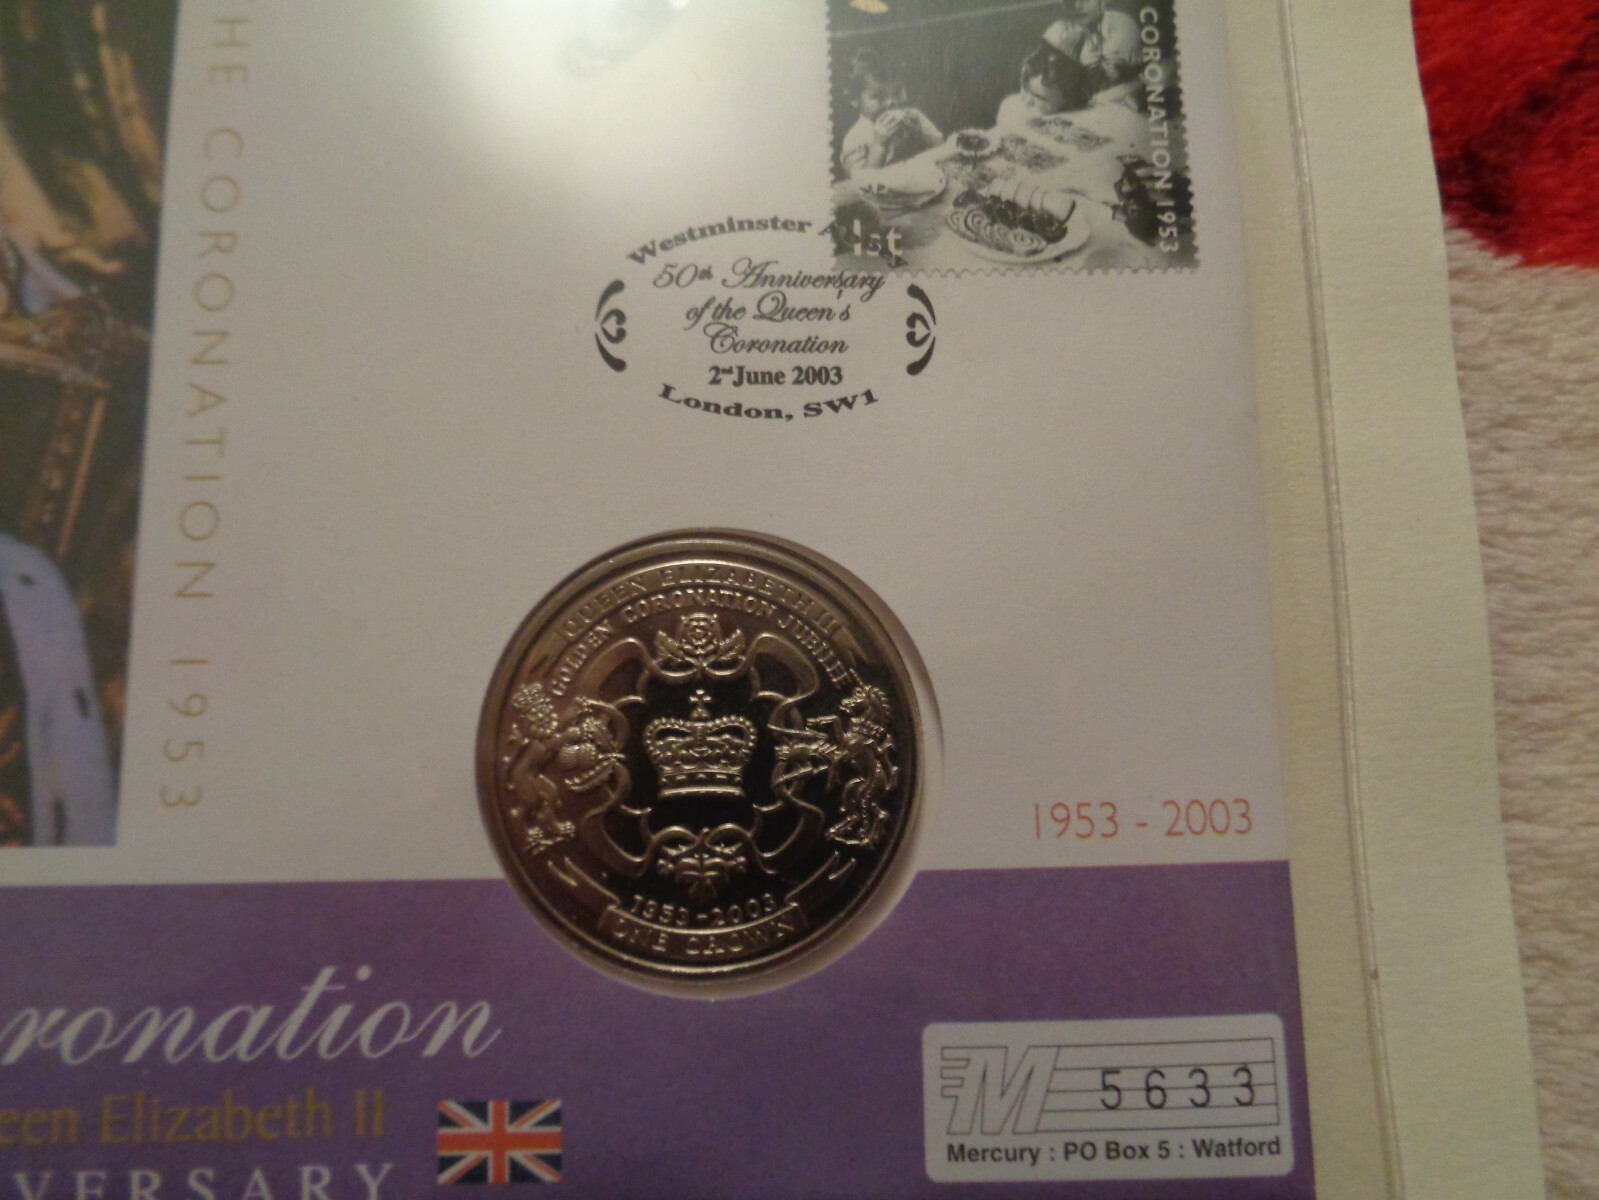 THE CORONATION 1953
CORONATION 1953
1st
Westminster A
50th Anniversary
of the Queen's
Coronation
2nd June 2003
London, SW1
QUEEN ELIZABETH II
GOLDEN CORONATION JUBILEE
1953-2003
ONE CROWN
1953 - 2003
ronation
een Elizabeth II
VERSARY
M 5633
Mercury : PO Box 5 : Watford